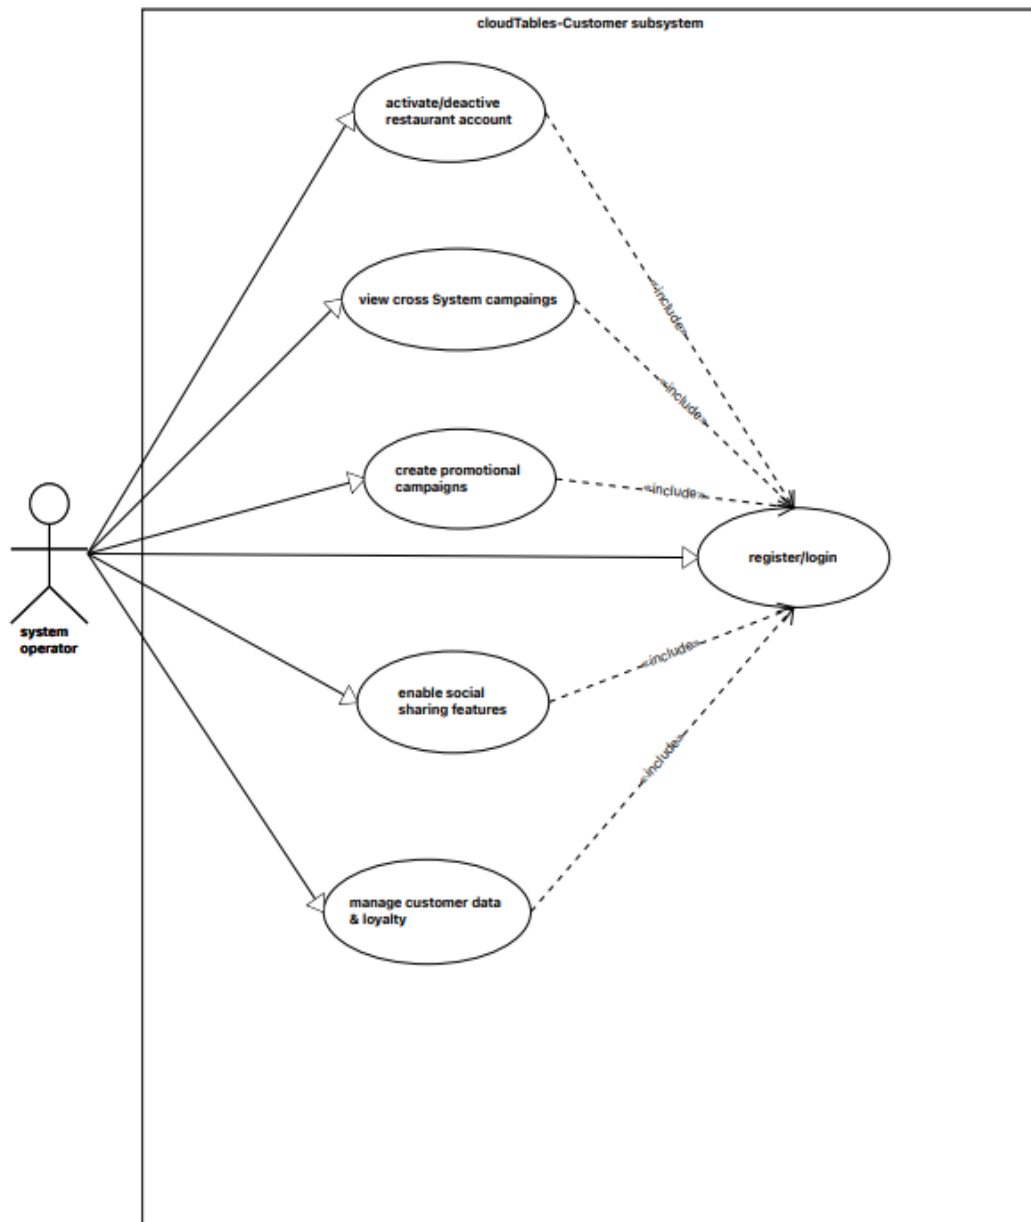 cloudTables-Customer subsystem
activate/deactive
restaurant account
«include»
view cross System campaings
«include»
create promotional
campaigns
«include»
register/login
system
operator
enable social
sharing features
«include»
«include»
manage customer data
& loyalty